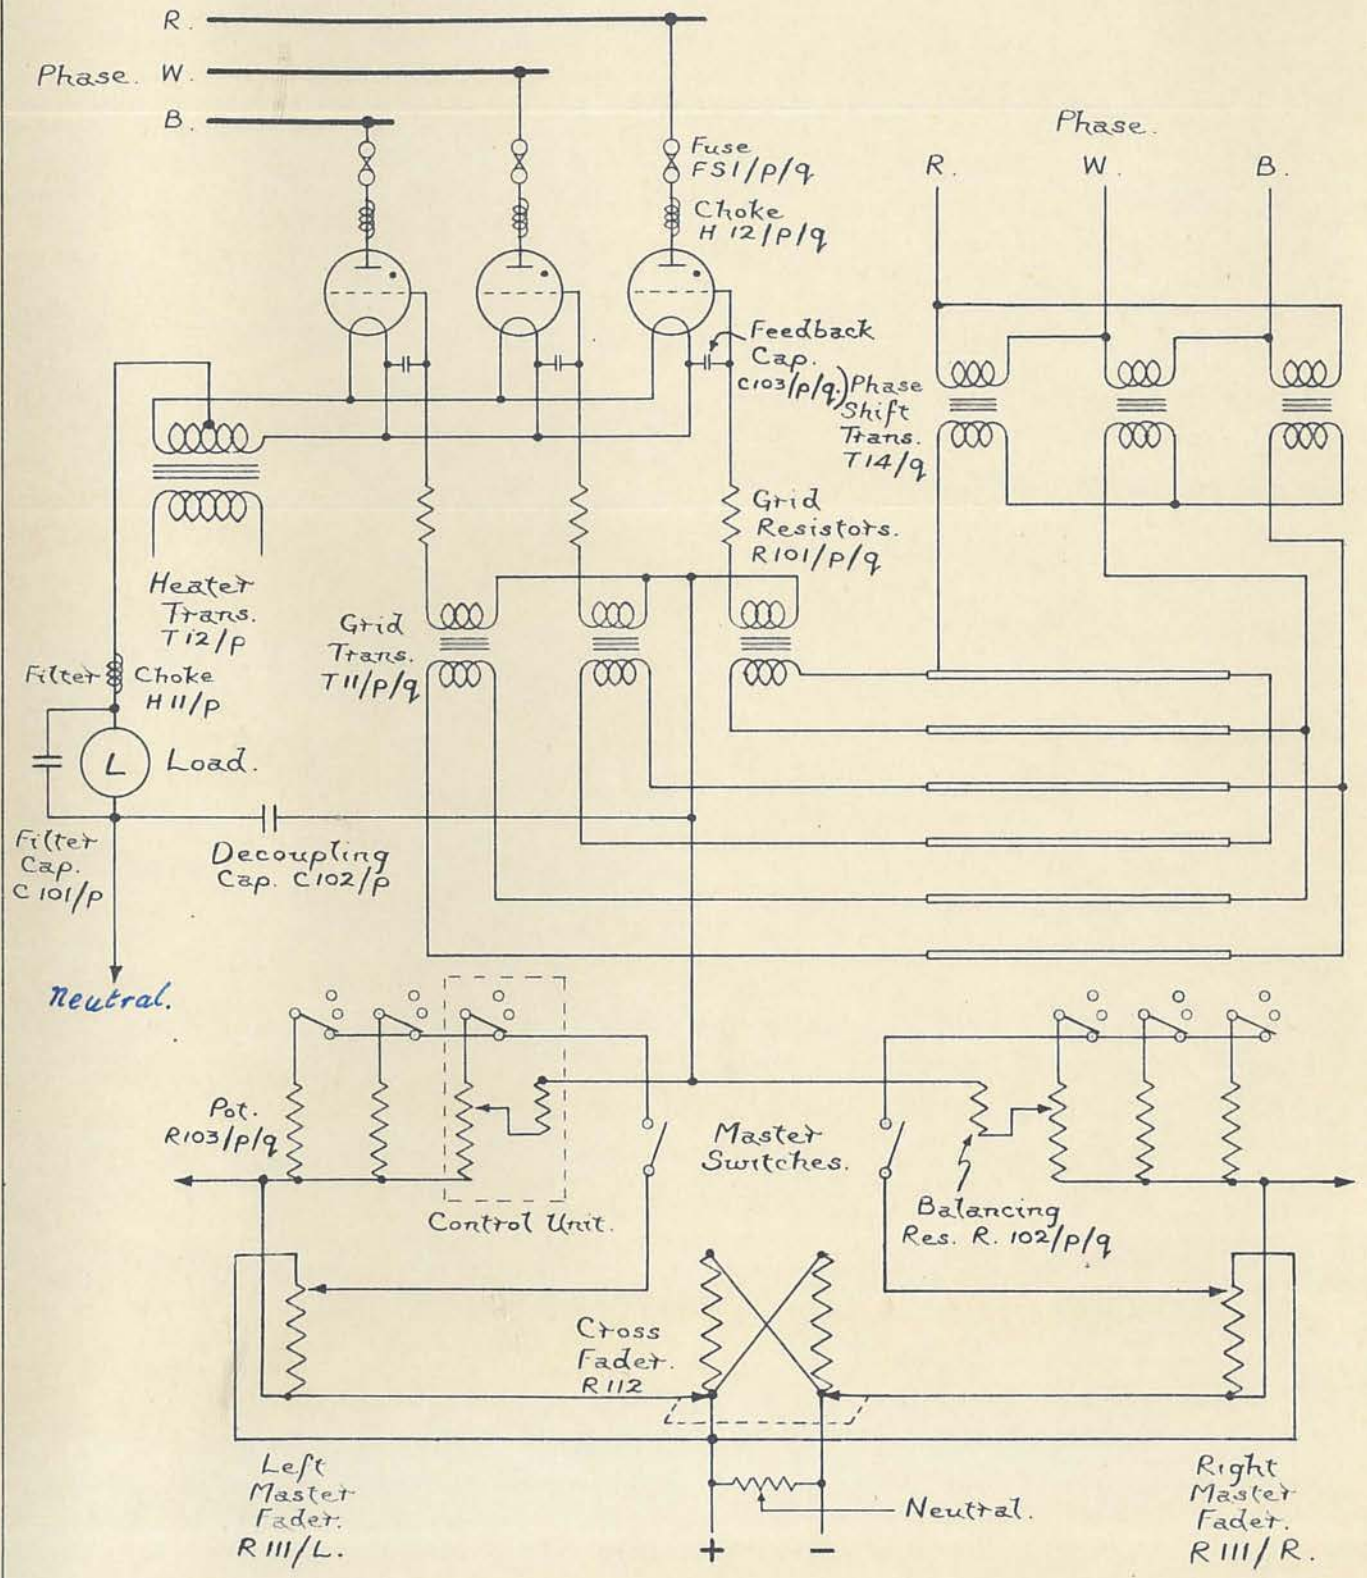 R.
Phase. W.
B.
Fuse
FS1/p/q
Choke
H 12/p/q
Phase.
R. W. B.
Feedback
Cap.
C103/p/q.)
Phase
Shift
Trans.
T14/q
Grid
Resistors.
R101/p/q
Heater
Trans.
T12/p
Grid
Trans.
T11/p/q
Filter Choke
H11/p
L Load.
Filter
Cap.
C101/p
Decoupling
Cap. C102/p
Neutral.
Pot.
R103/p/q
Control Unit.
Master
Switches.
Balancing
Res. R. 102/p/q
Cross
Fader.
R112
Left
Master
Fader.
R111/L.
Neutral.
+ −
Right
Master
Fader.
R111/R.